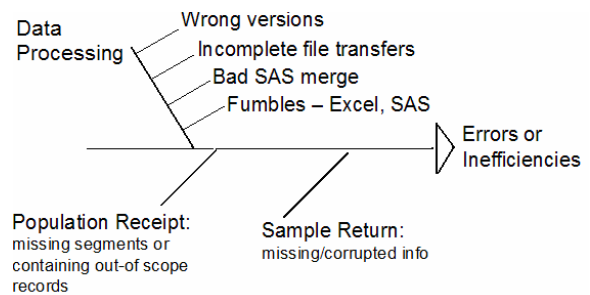 Data
Processing
Wrong versions
Incomplete file transfers
Bad SAS merge
Fumbles – Excel, SAS
Errors or
Inefficiencies
Population Receipt:
missing segments or
containing out-of scope
records
Sample Return:
missing/corrupted info